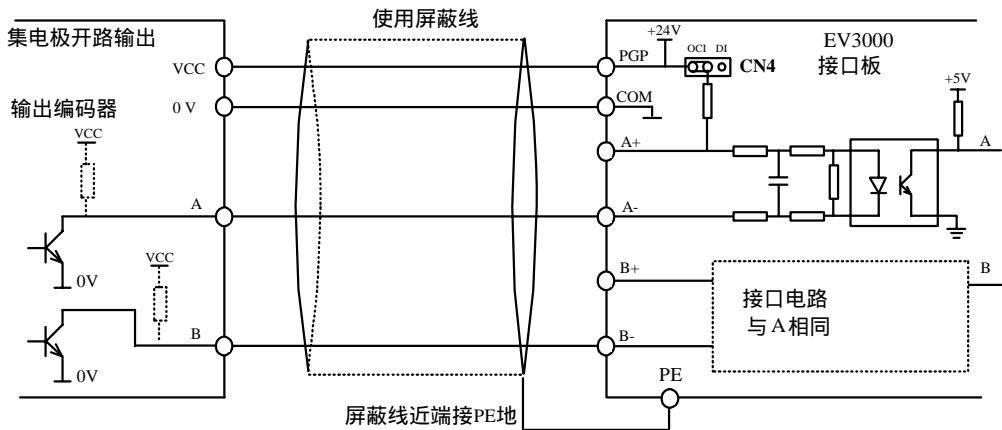 使用屏蔽线
集电极开路输出
+24V
OCI DI
EV3000
接口板
VCC
PGP
CN4
+5V
输出编码器
0 V
COM
VCC
A+
A
A
A-
0V
VCC
B+
B
接口电路
与A相同
B
B-
0V
PE
屏蔽线近端接PE地